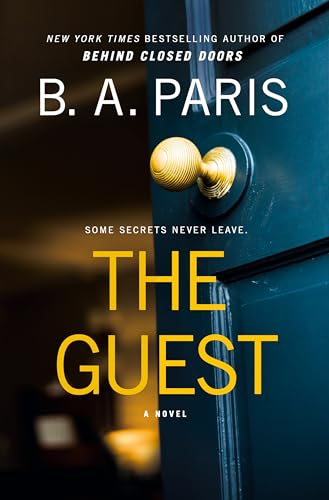 NEW YORK TIMES BESTSELLING AUTHOR OF
BEHIND CLOSED DOORS
B. A. PARIS
SOME SECRETS NEVER LEAVE.
THE
GUEST
A NOVEL